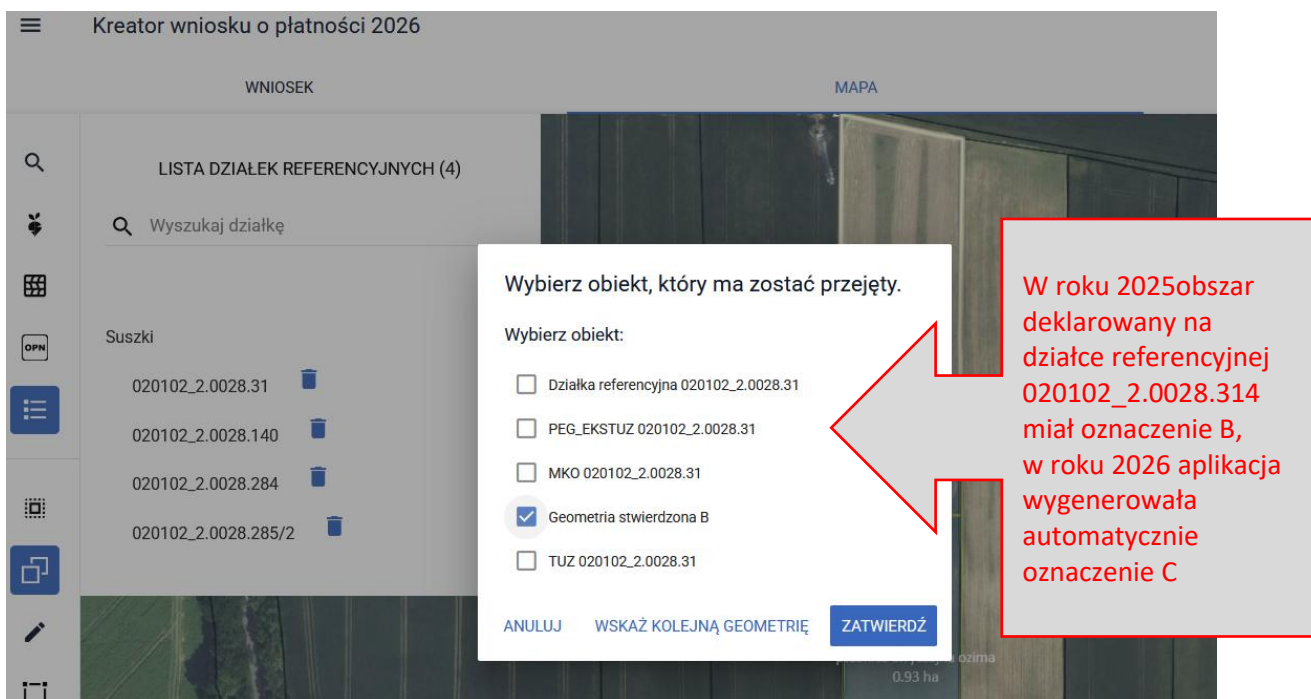 Kreator wniosku o płatności 2026
WNIOSEK
MAPA
LISTA DZIAŁEK REFERENCYJNYCH (4)
Wyszukaj działkę
OPN
Suszki
020102_2.0028.31
020102_2.0028.140
020102_2.0028.284
020102_2.0028.285/2
Wybierz obiekt, który ma zostać przejęty.
Wybierz obiekt:
Działka referencyjna 020102_2.0028.31
PEG_EKSTUZ 020102_2.0028.31
MKO 020102_2.0028.31
Geometria stwierdzona B
TUZ 020102_2.0028.31
ANULUJ
WSKAŻ KOLEJNĄ GEOMETRIĘ
ZATWIERDŹ
ozima
0.93 ha
W roku 2025obszar
deklarowany na
działce referencyjnej
020102_2.0028.314
miał oznaczenie B,
w roku 2026 aplikacja
wygenerowała
automatycznie
oznaczenie C